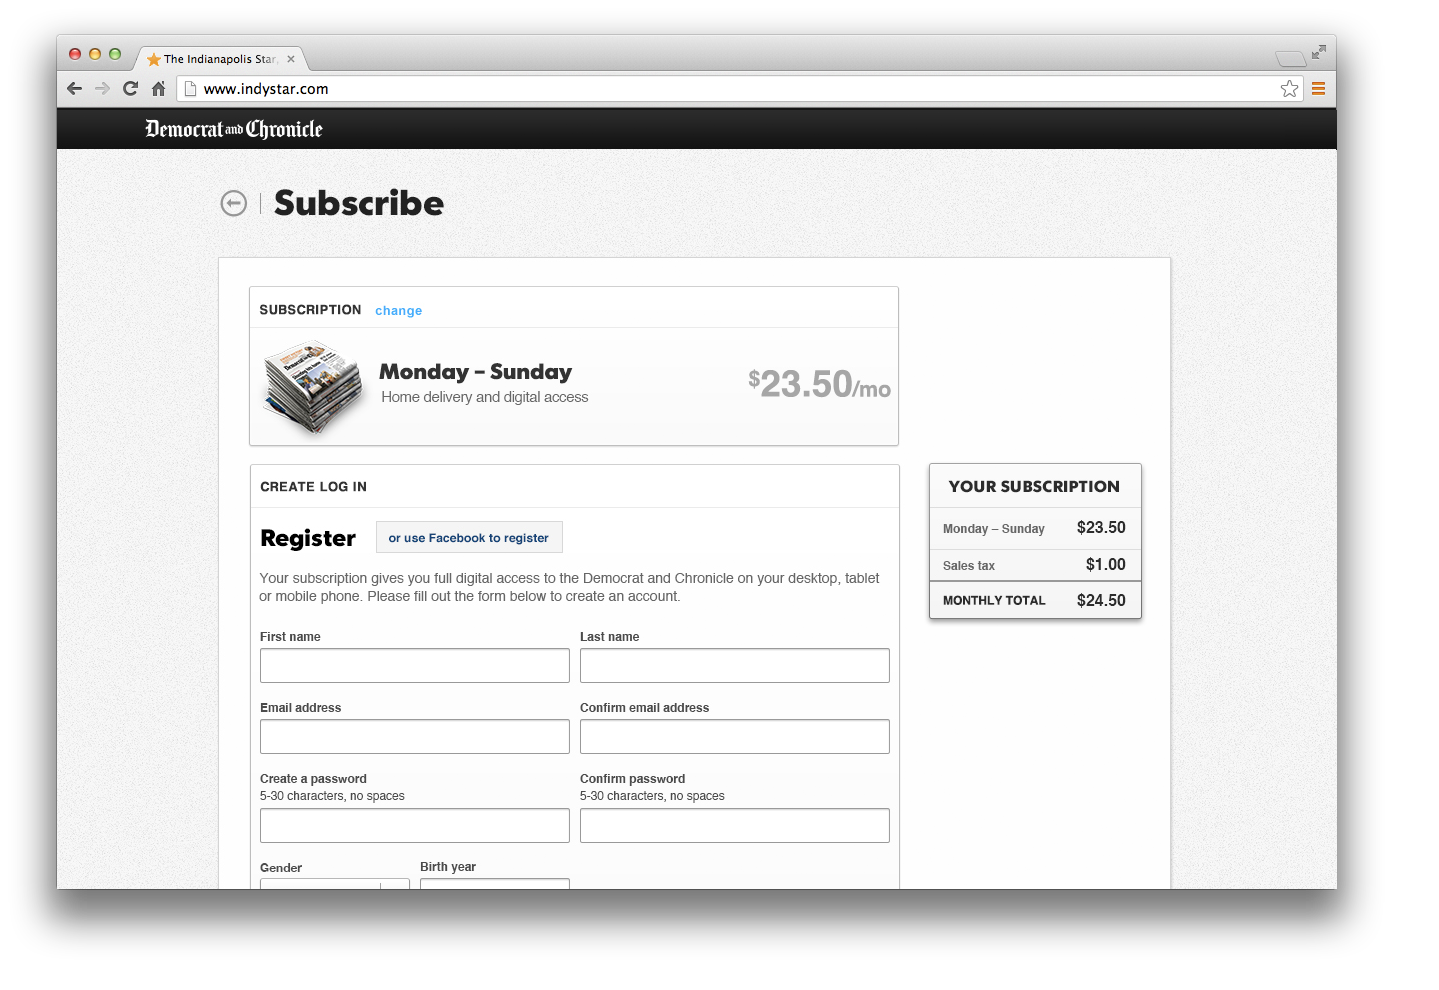 The Indianapolis Star,
www.indystar.com
Democrat and Chronicle
Subscribe
SUBSCRIPTION change
Monday – Sunday
Home delivery and digital access
$23.50/mo
CREATE LOG IN
Register
or use Facebook to register
Your subscription gives you full digital access to the Democrat and Chronicle on your desktop, tablet
or mobile phone. Please fill out the form below to create an account.
First name
Last name
Email address
Confirm email address
Create a password
5-30 characters, no spaces
Confirm password
5-30 characters, no spaces
Gender
Birth year
YOUR SUBSCRIPTION
Monday – Sunday $23.50
Sales tax $1.00
MONTHLY TOTAL $24.50